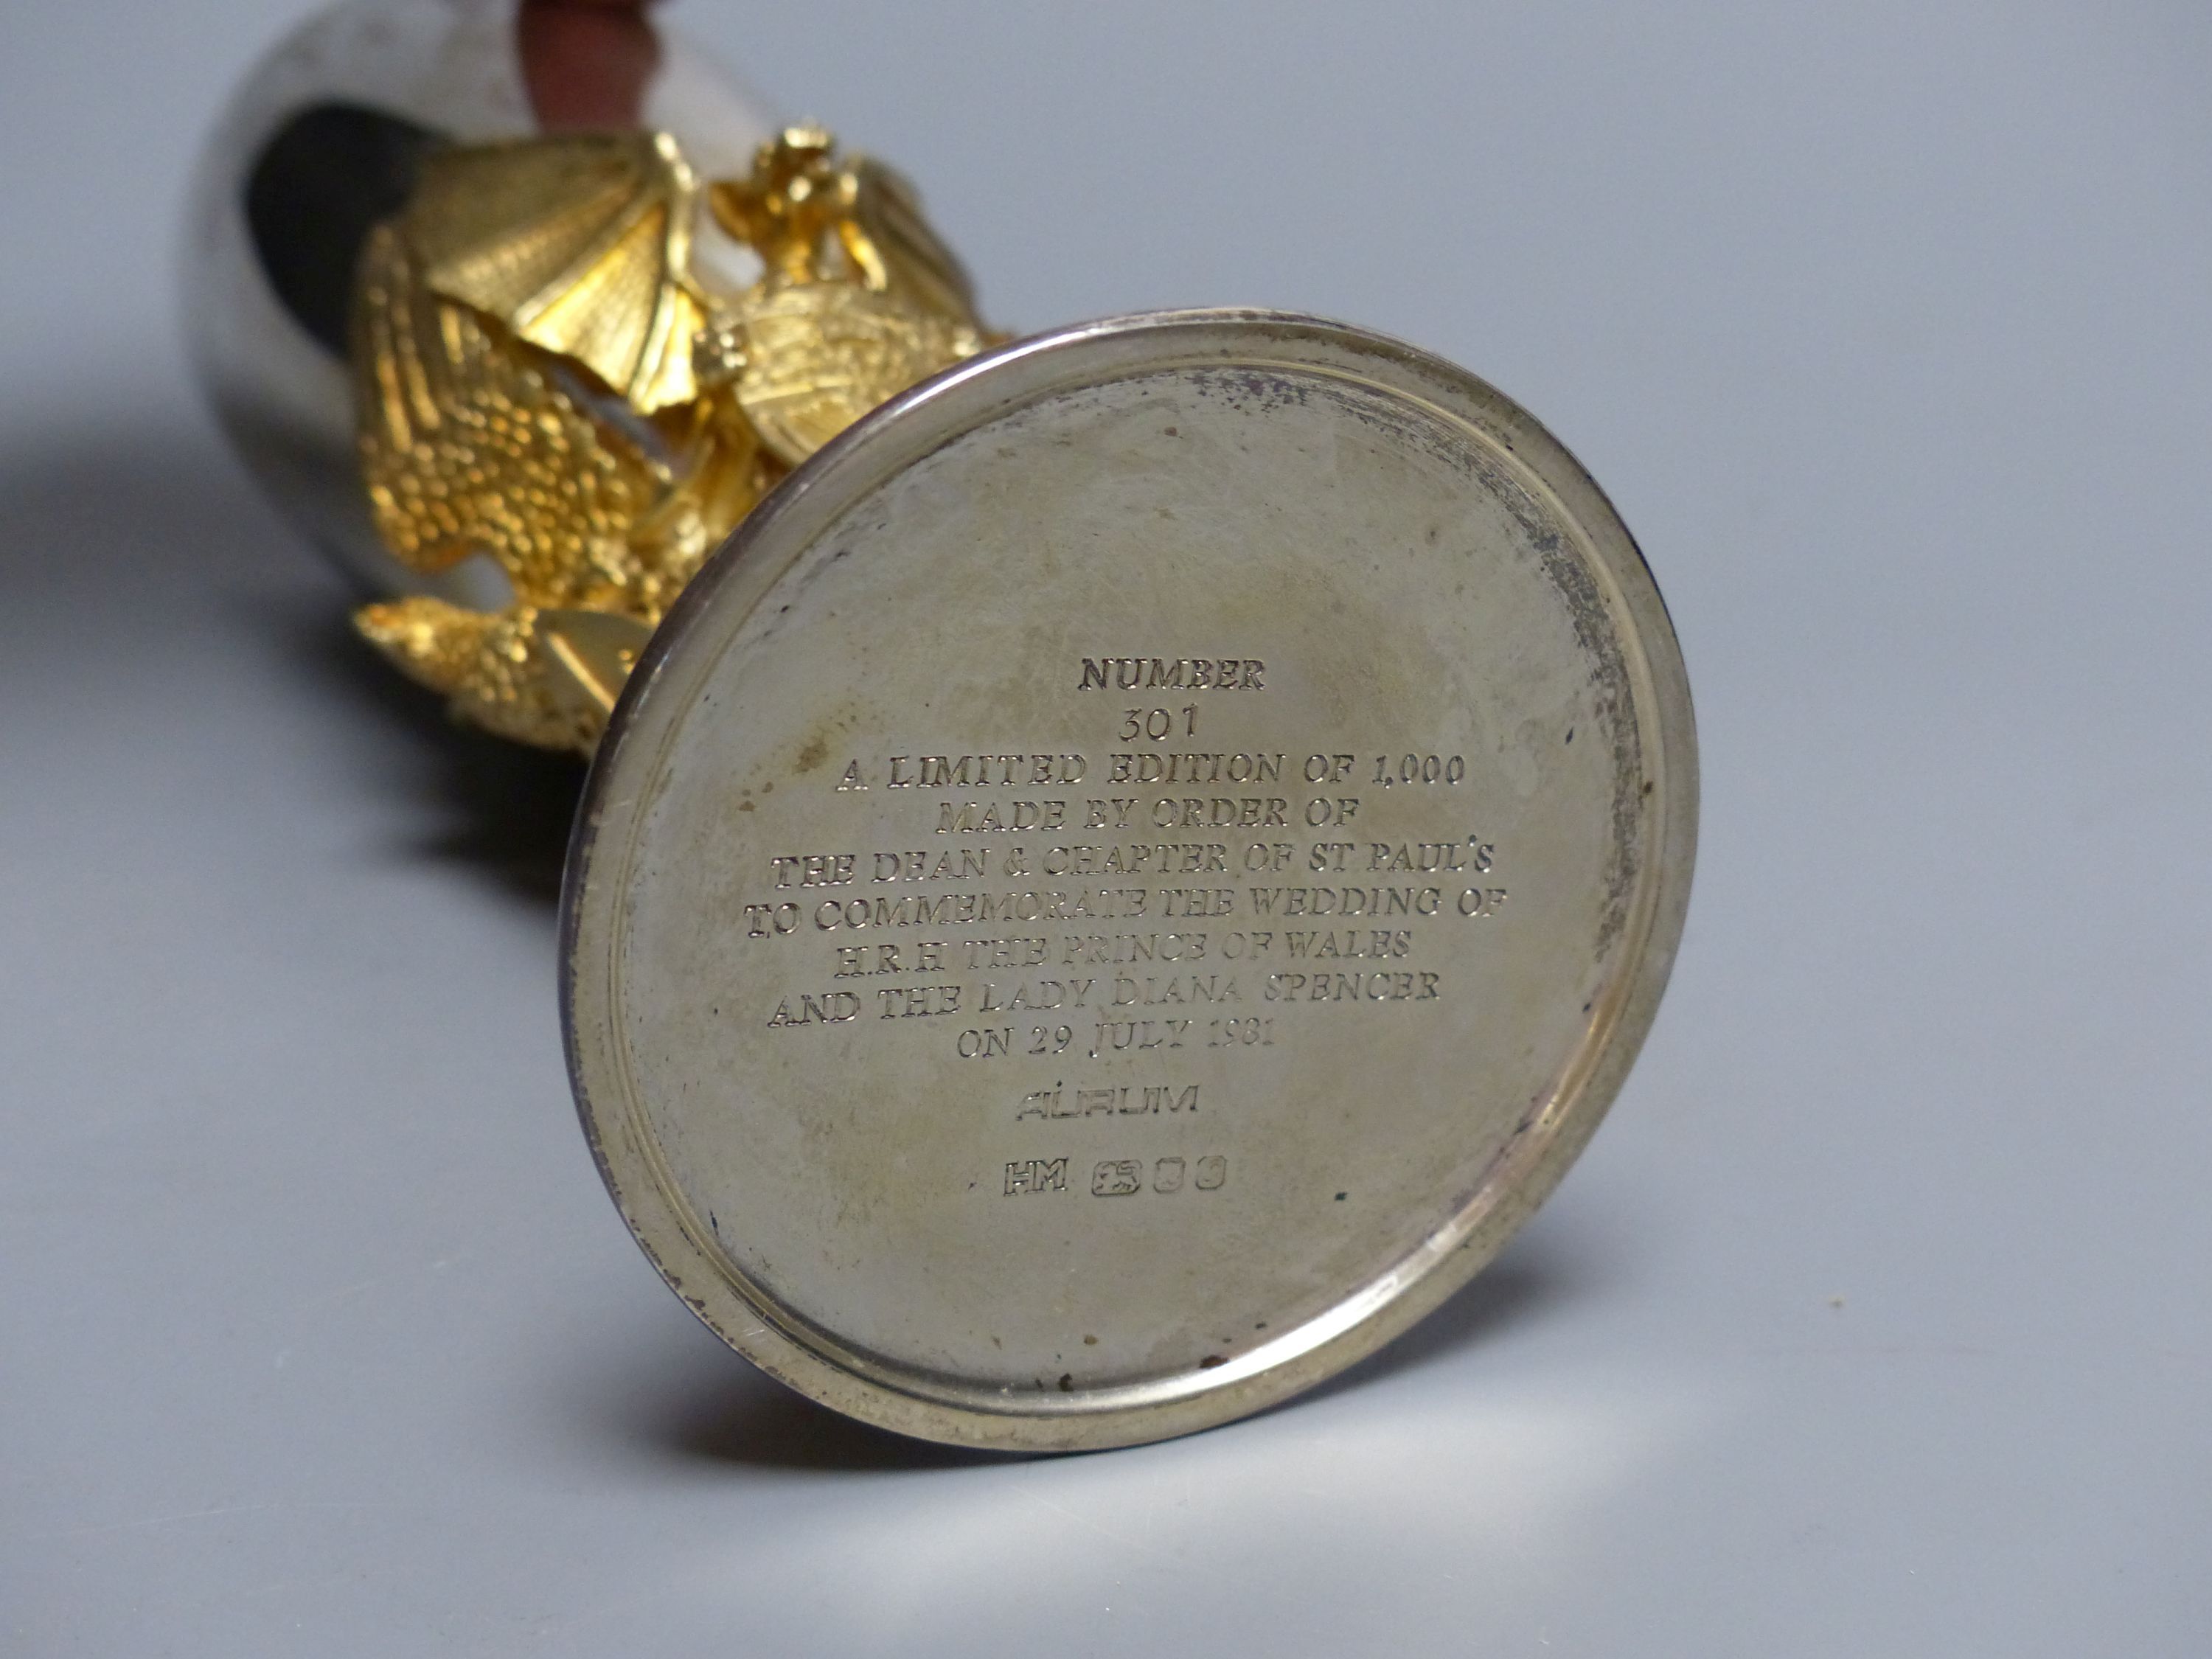 NUMBER
301
A LIMITED EDITION OF 1,000
MADE BY ORDER OF
THE DEAN & CHAPTER OF ST PAUL'S
TO COMMEMORATE THE WEDDING OF
H.R.H THE PRINCE OF WALES
AND THE LADY DIANA SPENCER
ON 29 JULY 1981
AURUM
HM